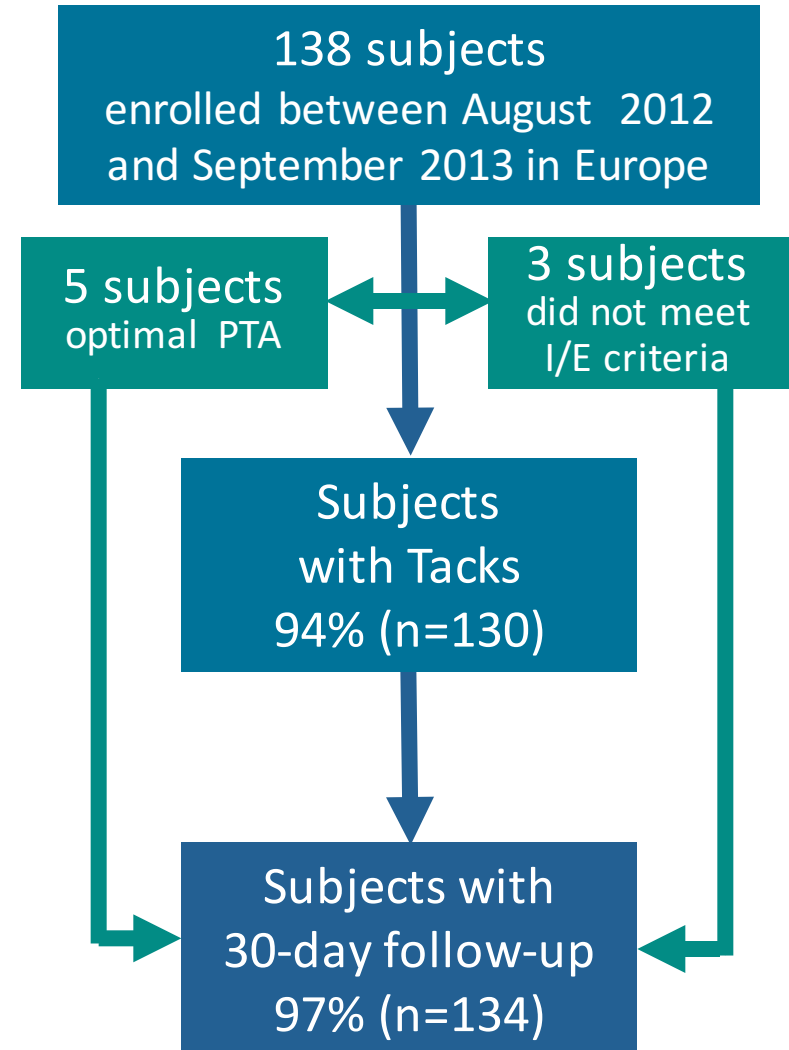 138 subjects
enrolled between August 2012
and September 2013 in Europe
5 subjects
optimal PTA
3 subjects
did not meet
I/E criteria
Subjects
with Tacks
94% (n=130)
Subjects with
30-day follow-up
97% (n=134)